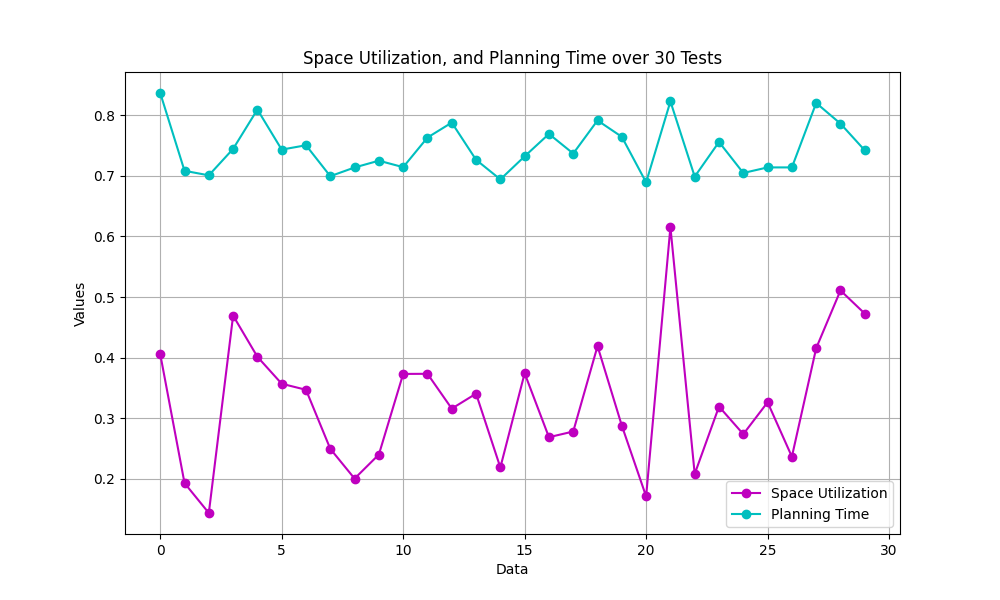 Space Utilization, and Planning Time over 30 Tests
Values
0.8
0.7
0.6
0.5
0.4
0.3
0.2
0
5
10
15
20
25
30
Data
Space Utilization
Planning Time